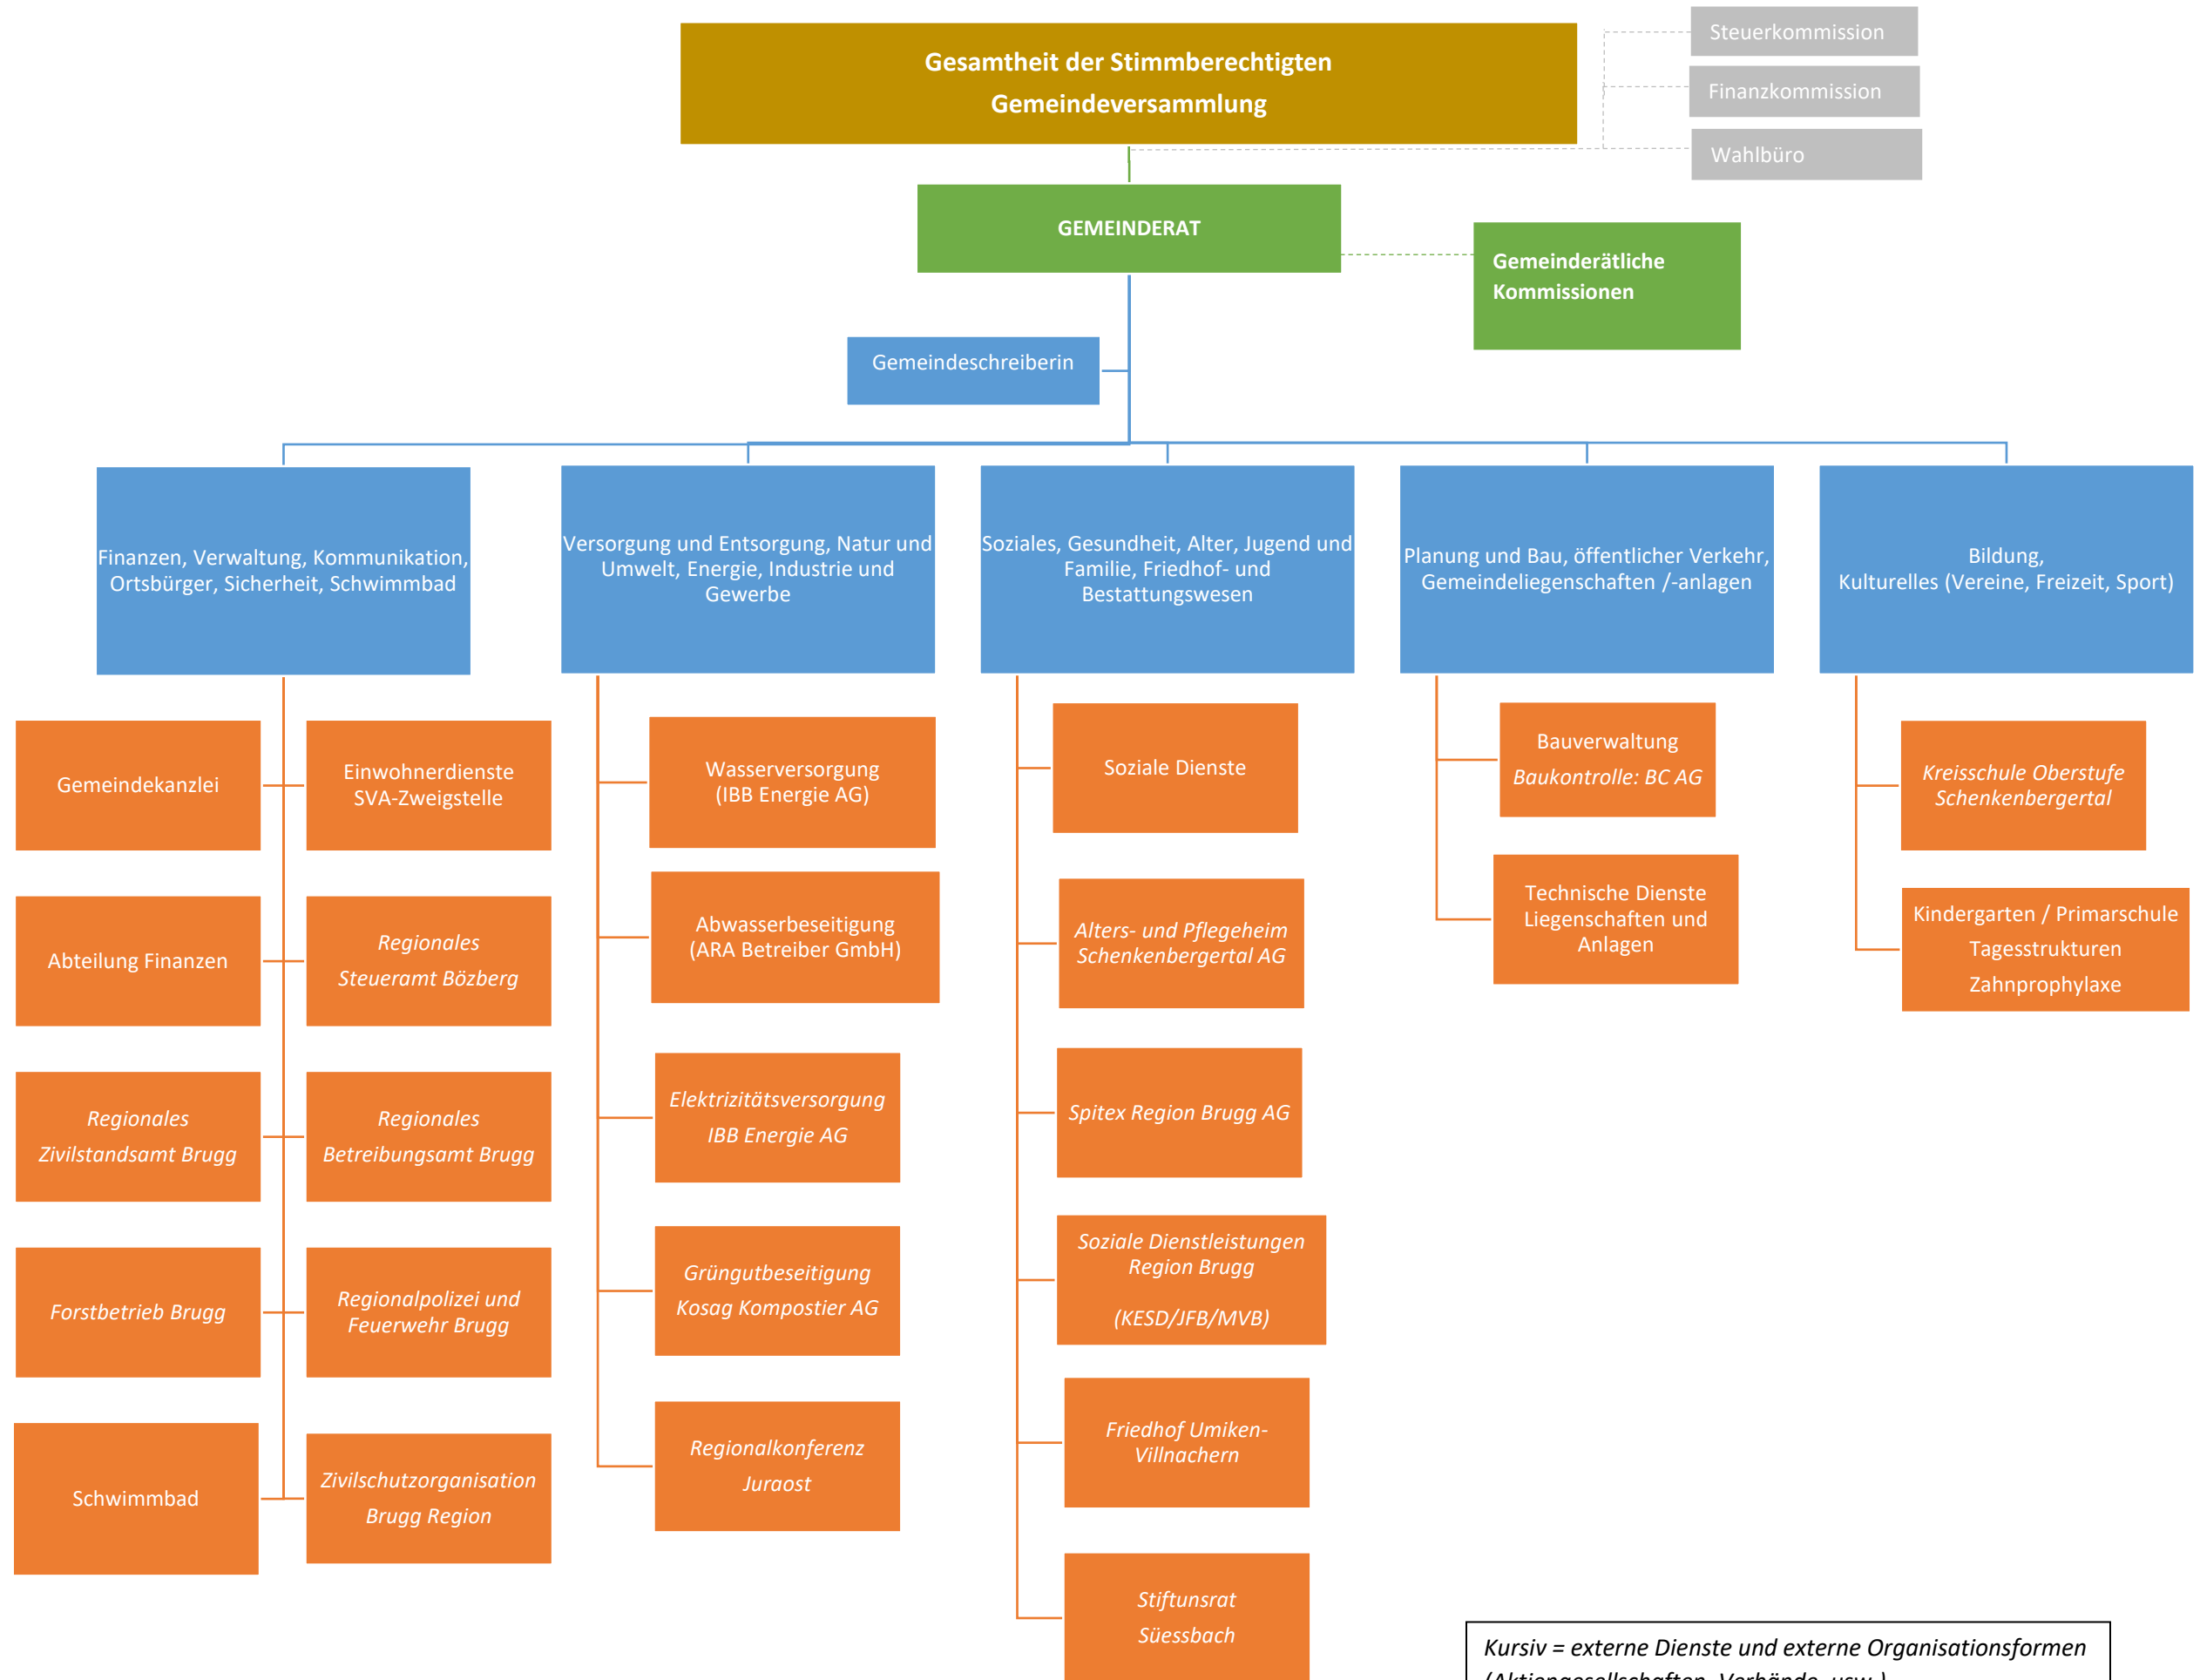 Gesamtheit der Stimmberechtigten
Gemeindeversammlung
Steuerkommission
Finanzkommission
Wahlbüro
GEMEINDERAT
Gemeinderätliche
Kommissionen
Gemeindeschreiberin
Finanzen, Verwaltung, Kommunikation,
Ortsbürger, Sicherheit, Schwimmbad
Versorgung und Entsorgung, Natur und
Umwelt, Energie, Industrie und
Gewerbe
Soziales, Gesundheit, Alter, Jugend und
Familie, Friedhof- und
Bestattungswesen
Planung und Bau, öffentlicher Verkehr,
Gemeindeliegenschaften /-anlagen
Bildung,
Kulturelles (Vereine, Freizeit, Sport)
Gemeindekanzlei
Einwohnerdienste
SVA-Zweigstelle
Abteilung Finanzen
Regionales
Steueramt Bözberg
Regionales
Zivilstandsamt Brugg
Regionales
Betreibungsamt Brugg
Forstbetrieb Brugg
Regionalpolizei und
Feuerwehr Brugg
Schwimmbad
Zivilschutzorganisation
Brugg Region
Wasserversorgung
(IBB Energie AG)
Abwasserbeseitigung
(ARA Betreiber GmbH)
Elektrizitätsversorgung
IBB Energie AG
Grüngutbeseitigung
Kosag Kompostier AG
Regionalkonferenz
Juraost
Soziale Dienste
Alters- und Pflegeheim
Schenkenbergertal AG
Spitex Region Brugg AG
Soziale Dienstleistungen
Region Brugg
(KESD/JFB/MVB)
Friedhof Umiken-
Villnachern
Stiftunsrat
Süessbach
Bauverwaltung
Baukontrolle: BC AG
Technische Dienste
Liegenschaften und
Anlagen
Kreisschule Oberstufe
Schenkenbergertal
Kindergarten / Primarschule
Tagesstrukturen
Zahnprophylaxe
Kursiv = externe Dienste und externe Organisationsformen
(Aktiengesellschaften, Verbände, usw.)